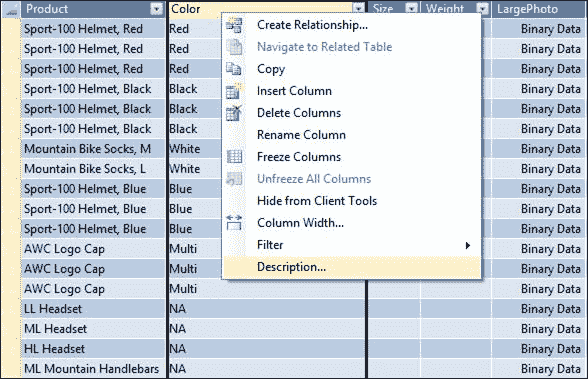 Product Color Size Weight LargePhoto
Sport-100 Helmet, Red Red Create Relationship... Binary Data
Sport-100 Helmet, Red Red Navigate to Related Table Binary Data
Sport-100 Helmet, Red Red Copy Binary Data
Sport-100 Helmet, Black Black Insert Column Binary Data
Sport-100 Helmet, Black Black Delete Columns Binary Data
Sport-100 Helmet, Black Black Rename Column Binary Data
Mountain Bike Socks, M White Freeze Columns Binary Data
Mountain Bike Socks, L White Unfreeze All Columns Binary Data
Sport-100 Helmet, Blue Blue Hide from Client Tools Binary Data
Sport-100 Helmet, Blue Blue Column Width... Binary Data
Sport-100 Helmet, Blue Blue Filter Binary Data
AWC Logo Cap Multi Description... Binary Data
AWC Logo Cap Multi Binary Data
AWC Logo Cap Multi Binary Data
LL Headset NA Binary Data
ML Headset NA Binary Data
HL Headset NA Binary Data
ML Mountain Handlebars NA Binary Data